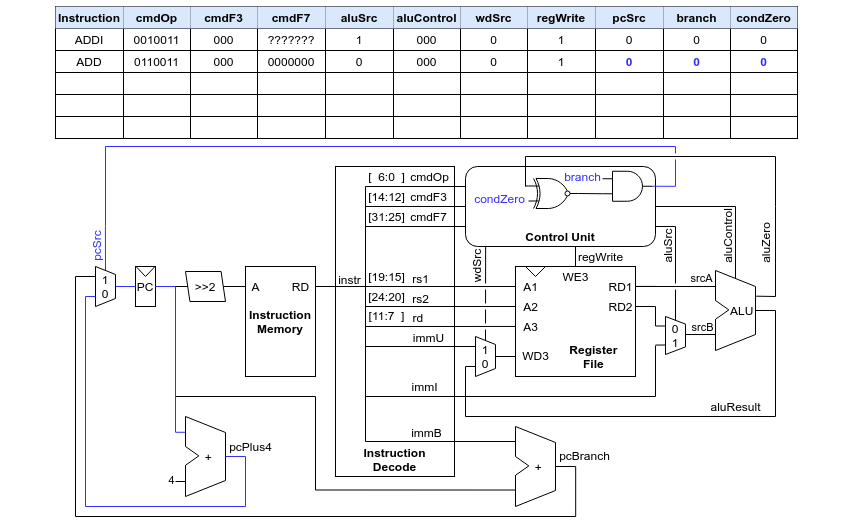 Instruction cmdOp cmdF3 cmdF7 aluSrc aluControl wdSrc regWrite pcSrc branch condZero
ADDI 0010011 000 ??????? 1 000 0 1 0 0 0
ADD 0110011 000 0000000 0 000 0 1 0 0 0
[ 6:0 ] cmdOp
[14:12] cmdF3
[31:25] cmdF7
branch
condZero
Control Unit
pcSrc
wdSrc
regWrite
aluSrc
aluControl
aluZero
1
0
PC
>>2
A RD
Instruction
Memory
instr
[19:15] rs1
[24:20] rs2
[11:7 ] rd
immU
immI
immB
Instruction
Decode
1
0
WE3
A1 RD1
A2 RD2
A3
WD3
Register
File
0
1
srcA
srcB
ALU
aluResult
4
+
pcPlus4
+
pcBranch